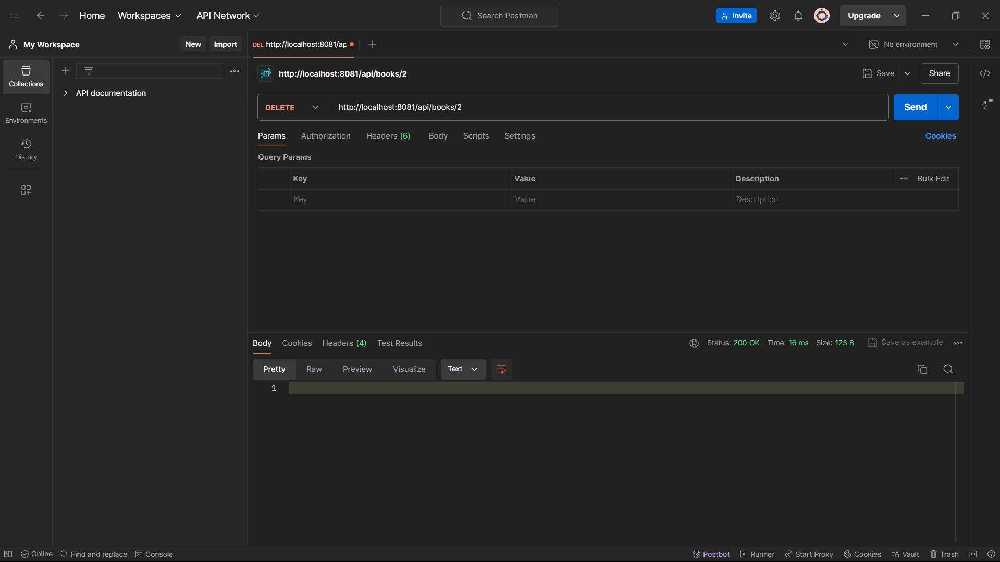 Home Workspaces API Network Search Postman Invite Upgrade
My Workspace New Import DEL http://localhost:8081/ap No environment
Collections
API documentation
Environments
History
HTTP http://localhost:8081/api/books/2 Save Share
DELETE http://localhost:8081/api/books/2 Send
Params Authorization Headers (6) Body Scripts Settings Cookies
Query Params
Key Value Description Bulk Edit
Key Value Description
Body Cookies Headers (4) Test Results Status: 200 OK Time: 16 ms Size: 123 B Save as example
Pretty Raw Preview Visualize Text
1
Online Find and replace Console Postbot Runner Start Proxy Cookies Vault Trash